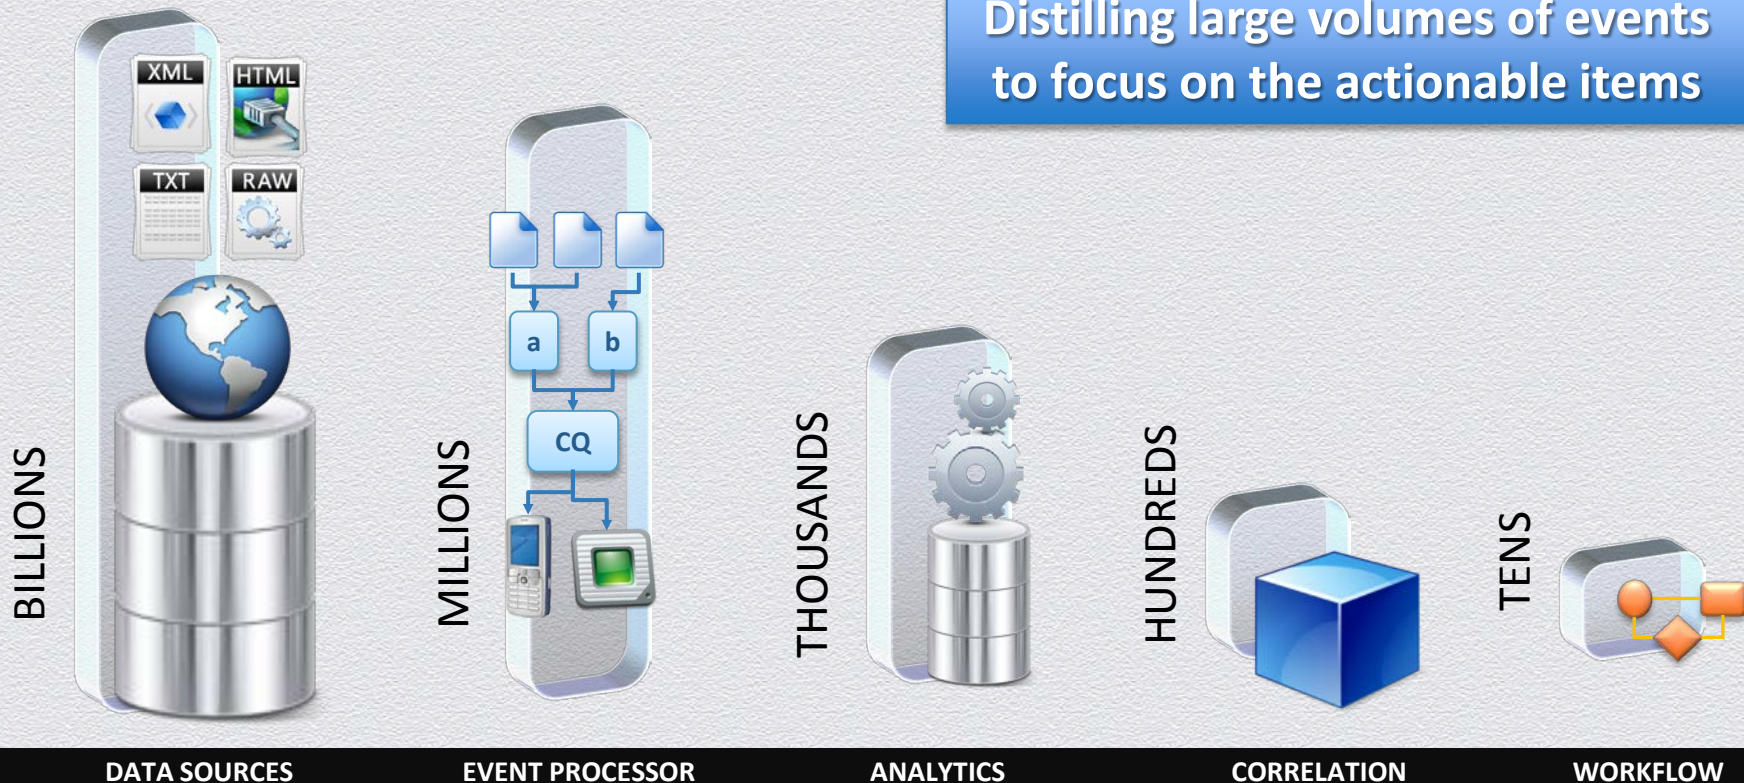 Distilling large volumes of events
to focus on the actionable items
XML
HTML
TXT
RAW
BILLIONS
a
b
CQ
MILLIONS
THOUSANDS
HUNDREDS
TENS
DATA SOURCES
EVENT PROCESSOR
ANALYTICS
CORRELATION
WORKFLOW